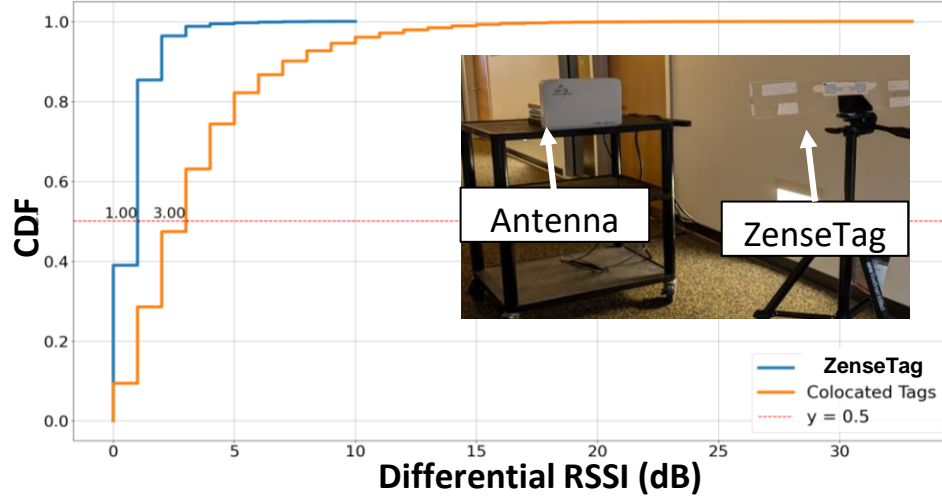 CDF
1.0
0.8
0.6
0.4
0.2
0.0
1.00
3.00
Antenna
ZenseTag
ZenseTag
Colocated Tags
y = 0.5
0
5
10
15
20
25
30
Differential RSSI (dB)